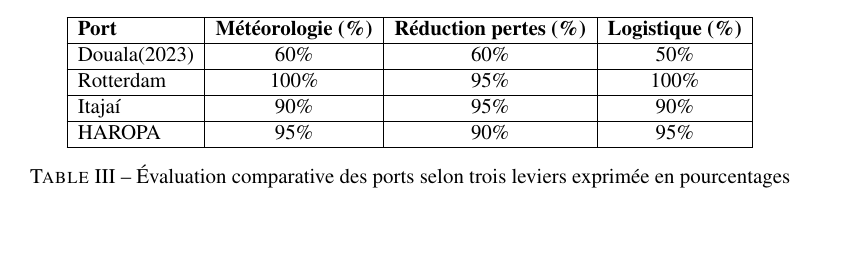 Port Météorologie (%) Réduction pertes (%) Logistique (%)
Douala(2023) 60% 60% 50%
Rotterdam 100% 95% 100%
Itajaí 90% 95% 90%
HAROPA 95% 90% 95%
TABLE III – Évaluation comparative des ports selon trois leviers exprimée en pourcentages